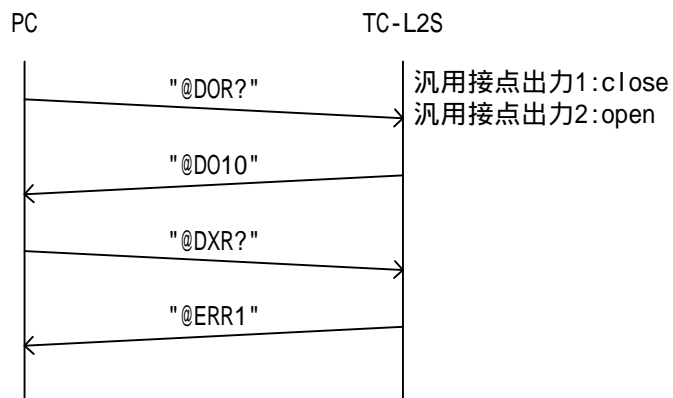 PC
TC-L2S
"@DOR?"
汎用接点出力1:close
汎用接点出力2:open
"@DO10"
"@DXR?"
"@ERR1"